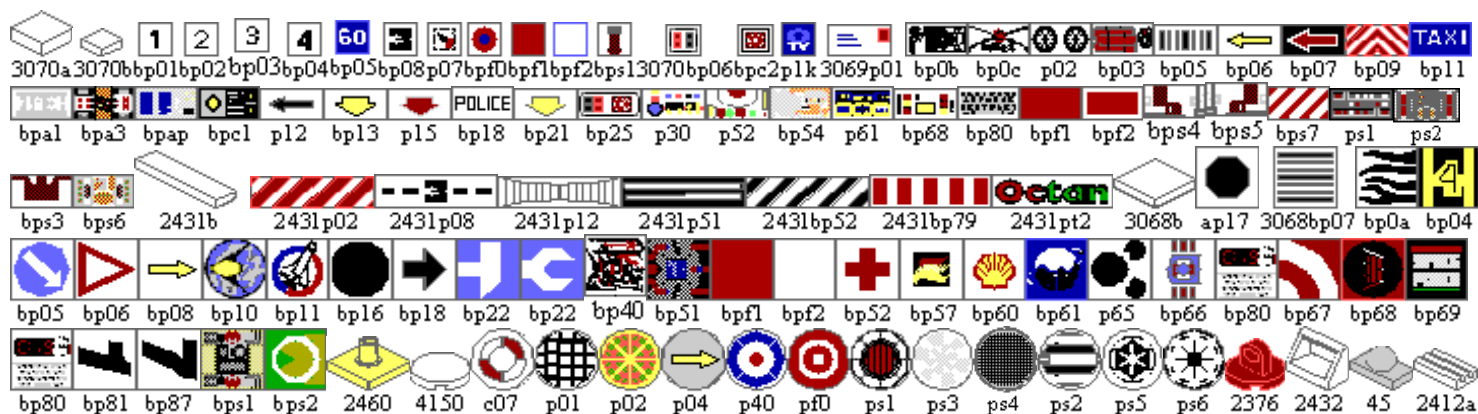 1 2 3 4 60 3
TAXI
3070a 3070b bp01 bp02 bp03 bp04 bp05 bp08 p07 bpf0 bpf1 bpf2 bps1 3070bp06 bpc2 p1k 3069p01 bp0b bp0c p02 bp03 bp05 bp06 bp07 bp09 bp11
POLICE
bpa1 bpa3 bpap bpc1 p12 bp13 p15 bp18 bp21 bp25 p30 p52 bp54 p61 bp68 bp80 bpf1 bpf2 bps4 bps5 bps7 ps1 ps2
3 Octan 4
bps3 bps6 2431b 2431p02 2431p08 2431p12 2431p51 2431bp52 2431bp79 2431pt2 3068b ap17 3068bp07 bp0a bp04
bp05 bp06 bp08 bp10 bp11 bp16 bp18 bp22 bp22 bp40 bp51 bpf1 bpf2 bp52 bp57 bp60 bp61 p65 bp66 bp80 bp67 bp68 bp69
bp80 bp81 bp87 bps1 bps2 2460 4150 c07 p01 p02 p04 p40 pf0 ps1 ps3 ps4 ps2 ps5 ps6 2376 2432 45 2412a